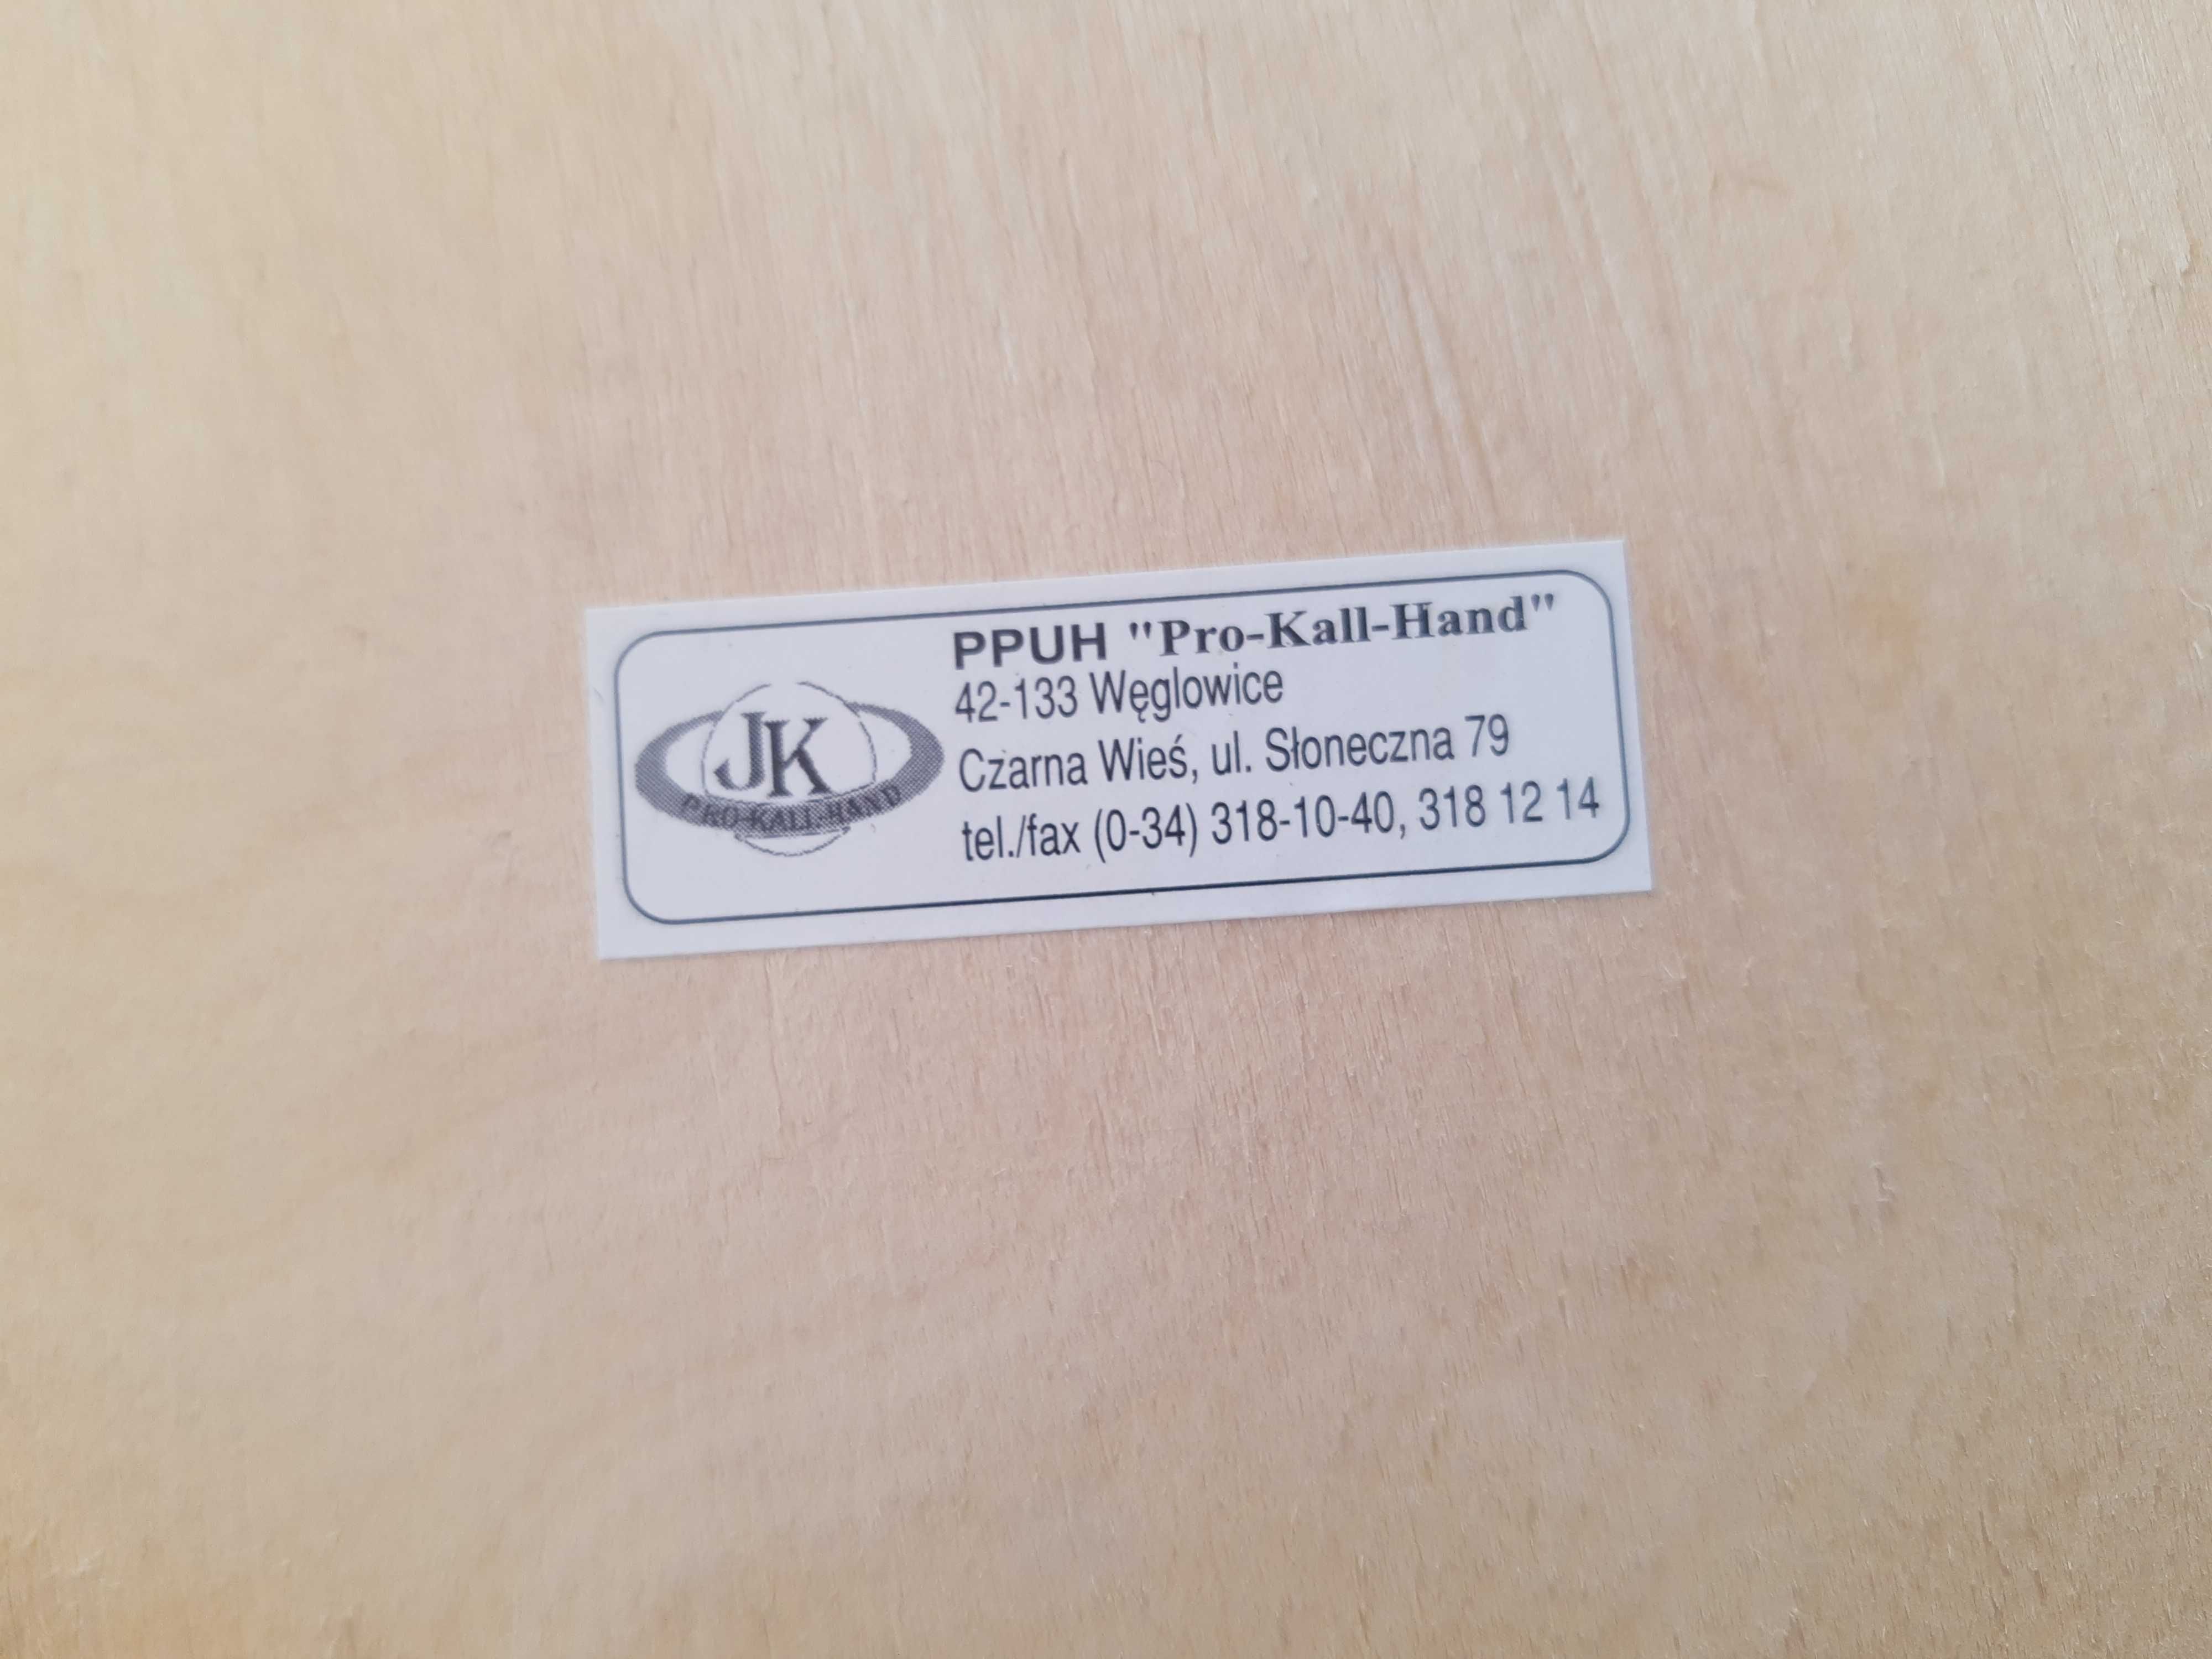 JK
PRO-KALL-HAND
PPUH "Pro-Kall-Hand"
42-133 Węglowice
Czarna Wieś, ul. Słoneczna 79
tel./fax (0-34) 318-10-40, 318 12 14